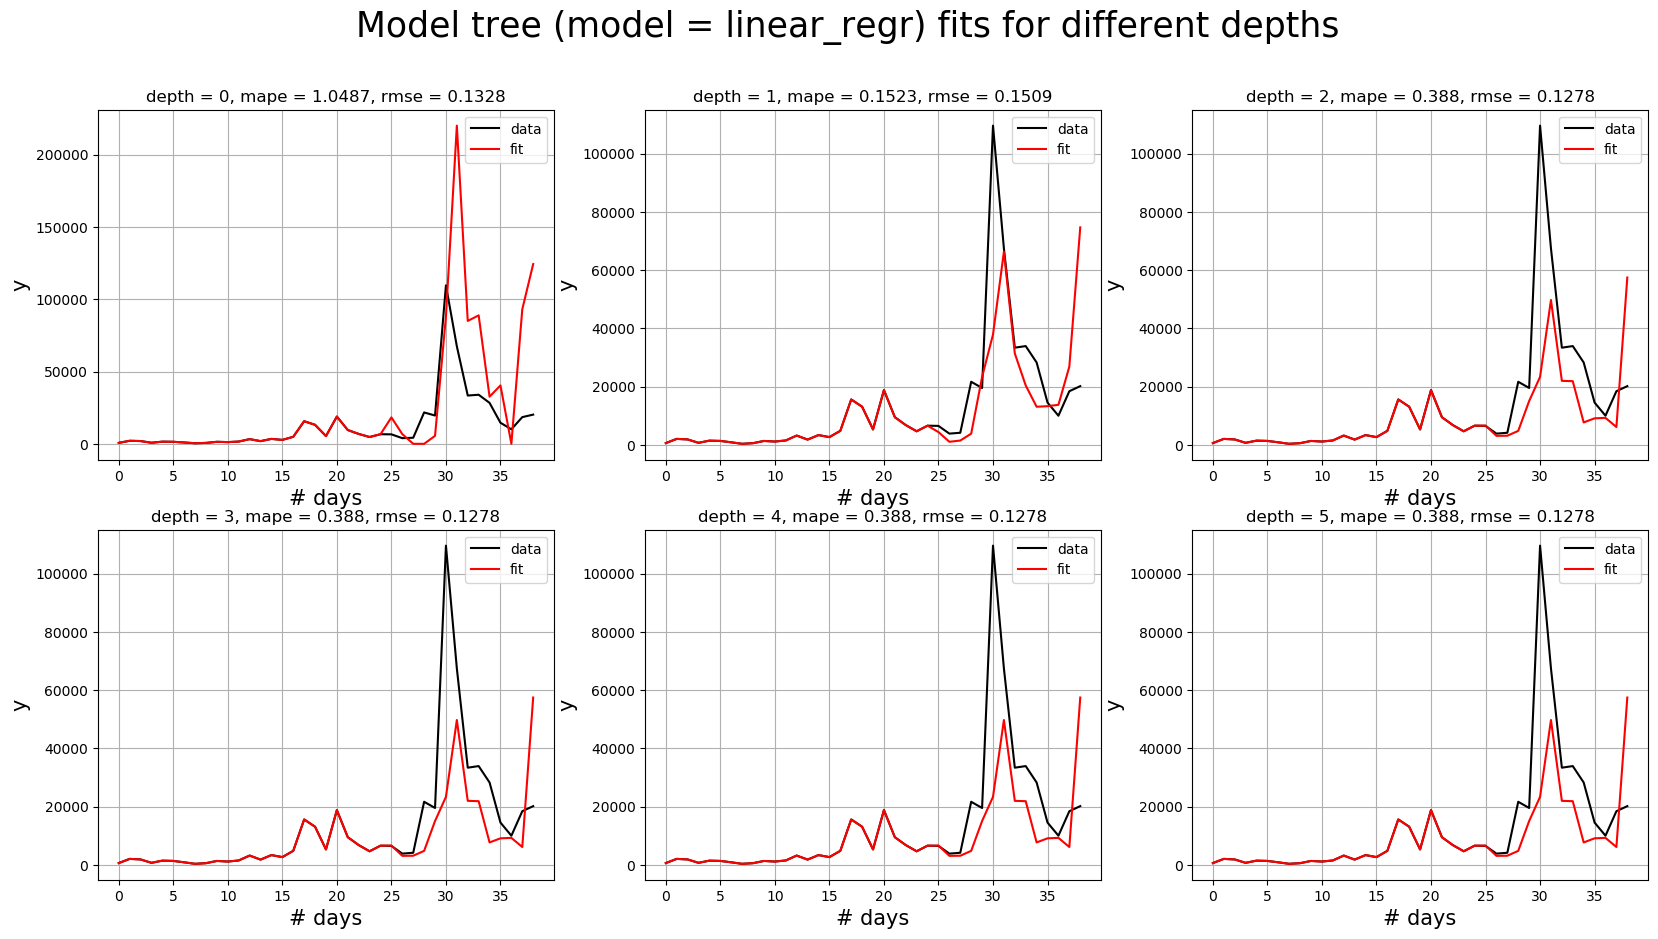 Model tree (model = linear_regr) fits for different depths
depth = 0, mape = 1.0487, rmse = 0.1328
data
fit
200000
150000
100000
50000
0
y
0 5 10 15 20 25 30 35
# days
depth = 1, mape = 0.1523, rmse = 0.1509
data
fit
100000
80000
60000
40000
20000
0
y
0 5 10 15 20 25 30 35
# days
depth = 2, mape = 0.388, rmse = 0.1278
data
fit
100000
80000
60000
40000
20000
0
y
0 5 10 15 20 25 30 35
# days
depth = 3, mape = 0.388, rmse = 0.1278
data
fit
100000
80000
60000
40000
20000
0
y
0 5 10 15 20 25 30 35
# days
depth = 4, mape = 0.388, rmse = 0.1278
data
fit
100000
80000
60000
40000
20000
0
y
0 5 10 15 20 25 30 35
# days
depth = 5, mape = 0.388, rmse = 0.1278
data
fit
100000
80000
60000
40000
20000
0
y
0 5 10 15 20 25 30 35
# days